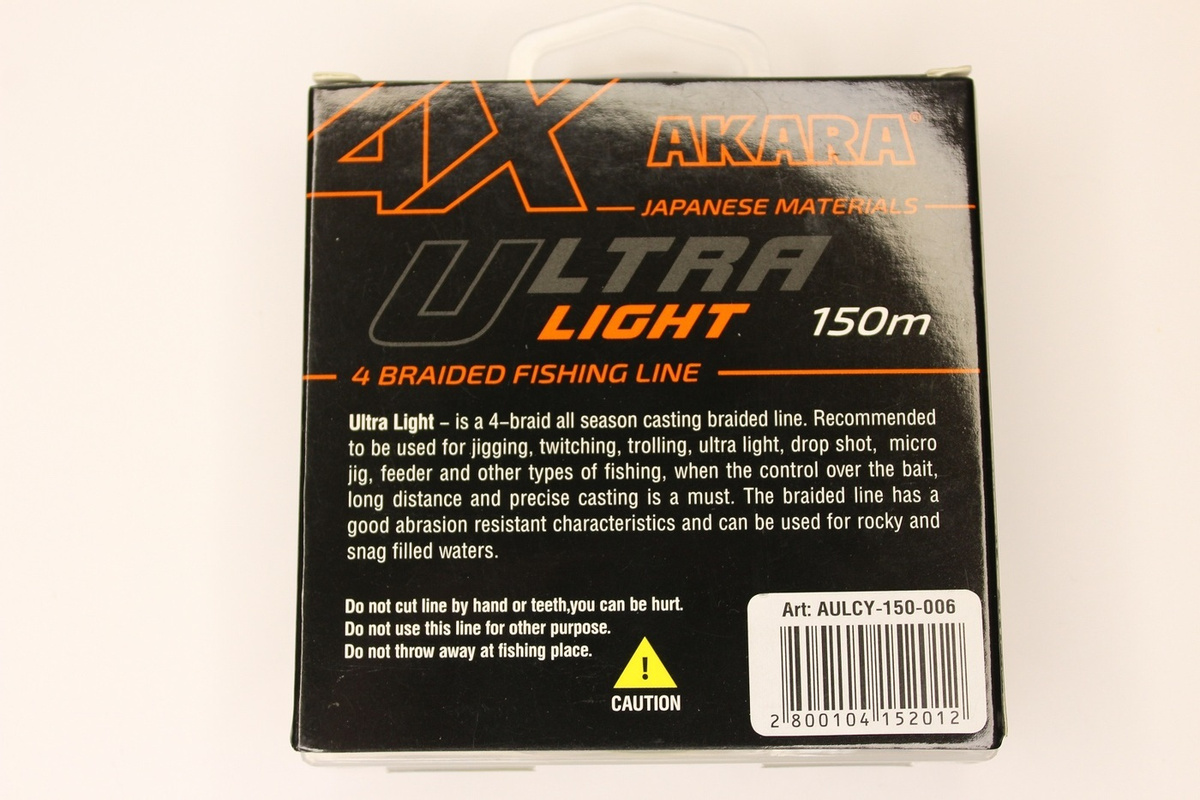 4X
AKARA®
JAPANESE MATERIALS
ULTRA
LIGHT
150m
4 BRAIDED FISHING LINE
Ultra Light – is a 4–braid all season casting braided line. Recommended
to be used for jigging, twitching, trolling, ultra light, drop shot, micro
jig, feeder and other types of fishing, when the control over the bait,
long distance and precise casting is a must. The braided line has a
good abrasion resistant characteristics and can be used for rocky and
snag filled waters.
Do not cut line by hand or teeth,you can be hurt.
Do not use this line for other purpose.
Do not throw away at fishing place.
!
CAUTION
Art: AULCY-150-006
2 800104 152012